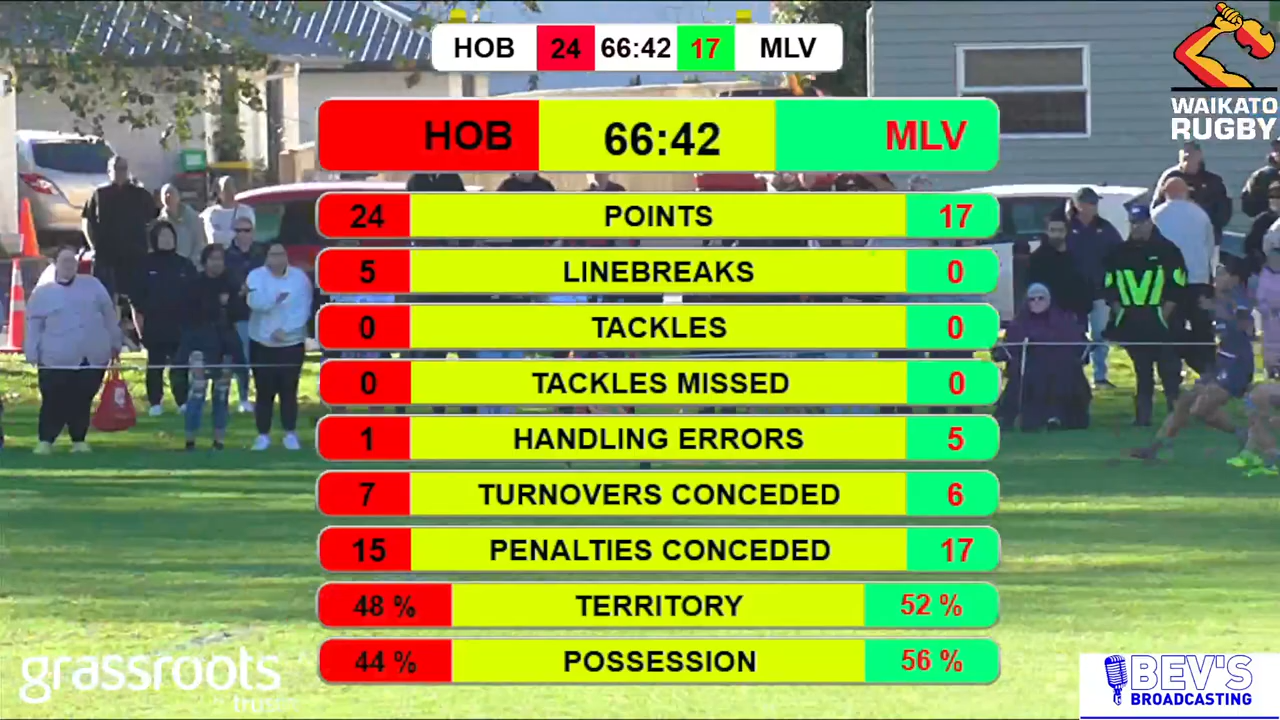 HOB 24 66:42 17 MLV
WAIKATO
RUGBY
HOB 66:42 MLV
24 POINTS 17
5 LINEBREAKS 0
0 TACKLES 0
0 TACKLES MISSED 0
1 HANDLING ERRORS 5
7 TURNOVERS CONCEDED 6
15 PENALTIES CONCEDED 17
48 % TERRITORY 52 %
44 % POSSESSION 56 %
grassroots
trust
BEV'S
BROADCASTING